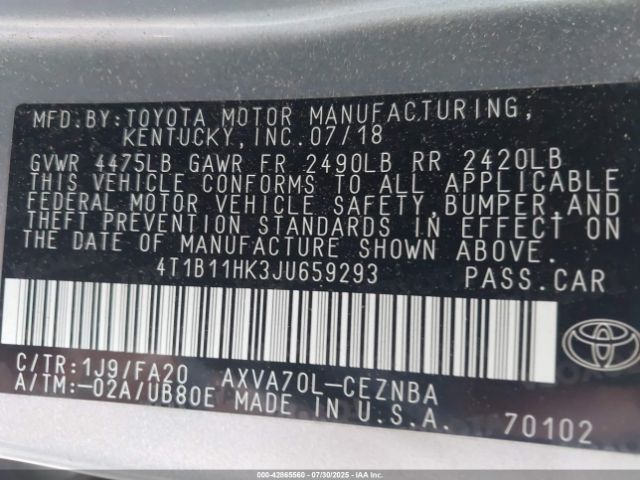 MFD.BY:TOYOTA MOTOR MANUFACTURING,
KENTUCKY,INC.07/18
GVWR 4475LB GAWR FR 2490LB RR 2420LB
THIS VEHICLE CONFORMS TO ALL APPLICABLE
FEDERAL MOTOR VEHICLE SAFETY,BUMPER,AND
THEFT PREVENTION STANDARDS IN EFFECT ON
THE DATE OF MANUFACTURE SHOWN ABOVE.
4T1B11HK3JU659293 PASS.CAR
C/TR:1J9/FA20 AXVA70L-CEZNBA
A/TM:-02A/UB80E MADE IN U.S.A. 70102
000-42865560 | 07/30/2025 | IAAI.COM